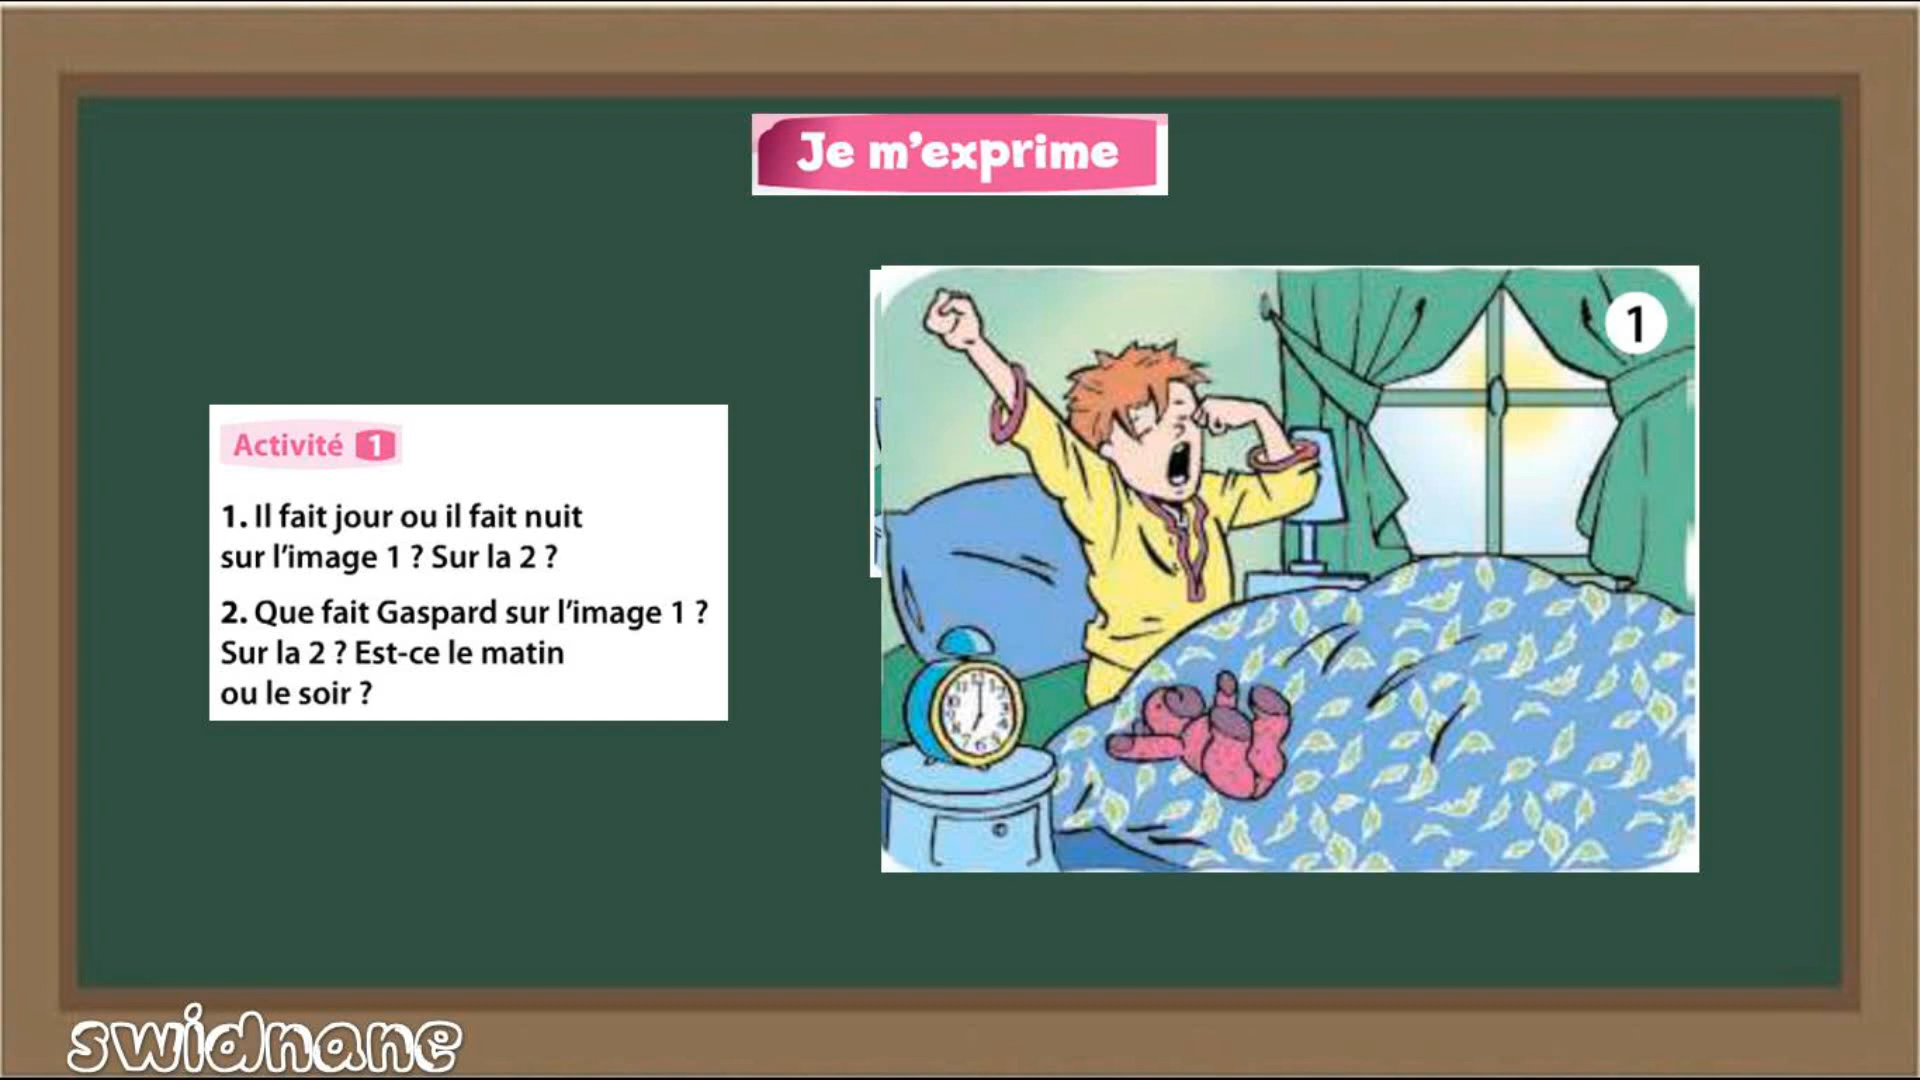 Je m'exprime
1
Activité 1
1. Il fait jour ou il fait nuit
sur l'image 1 ? Sur la 2 ?
2. Que fait Gaspard sur l'image 1 ?
Sur la 2 ? Est-ce le matin
ou le soir ?
swidnane